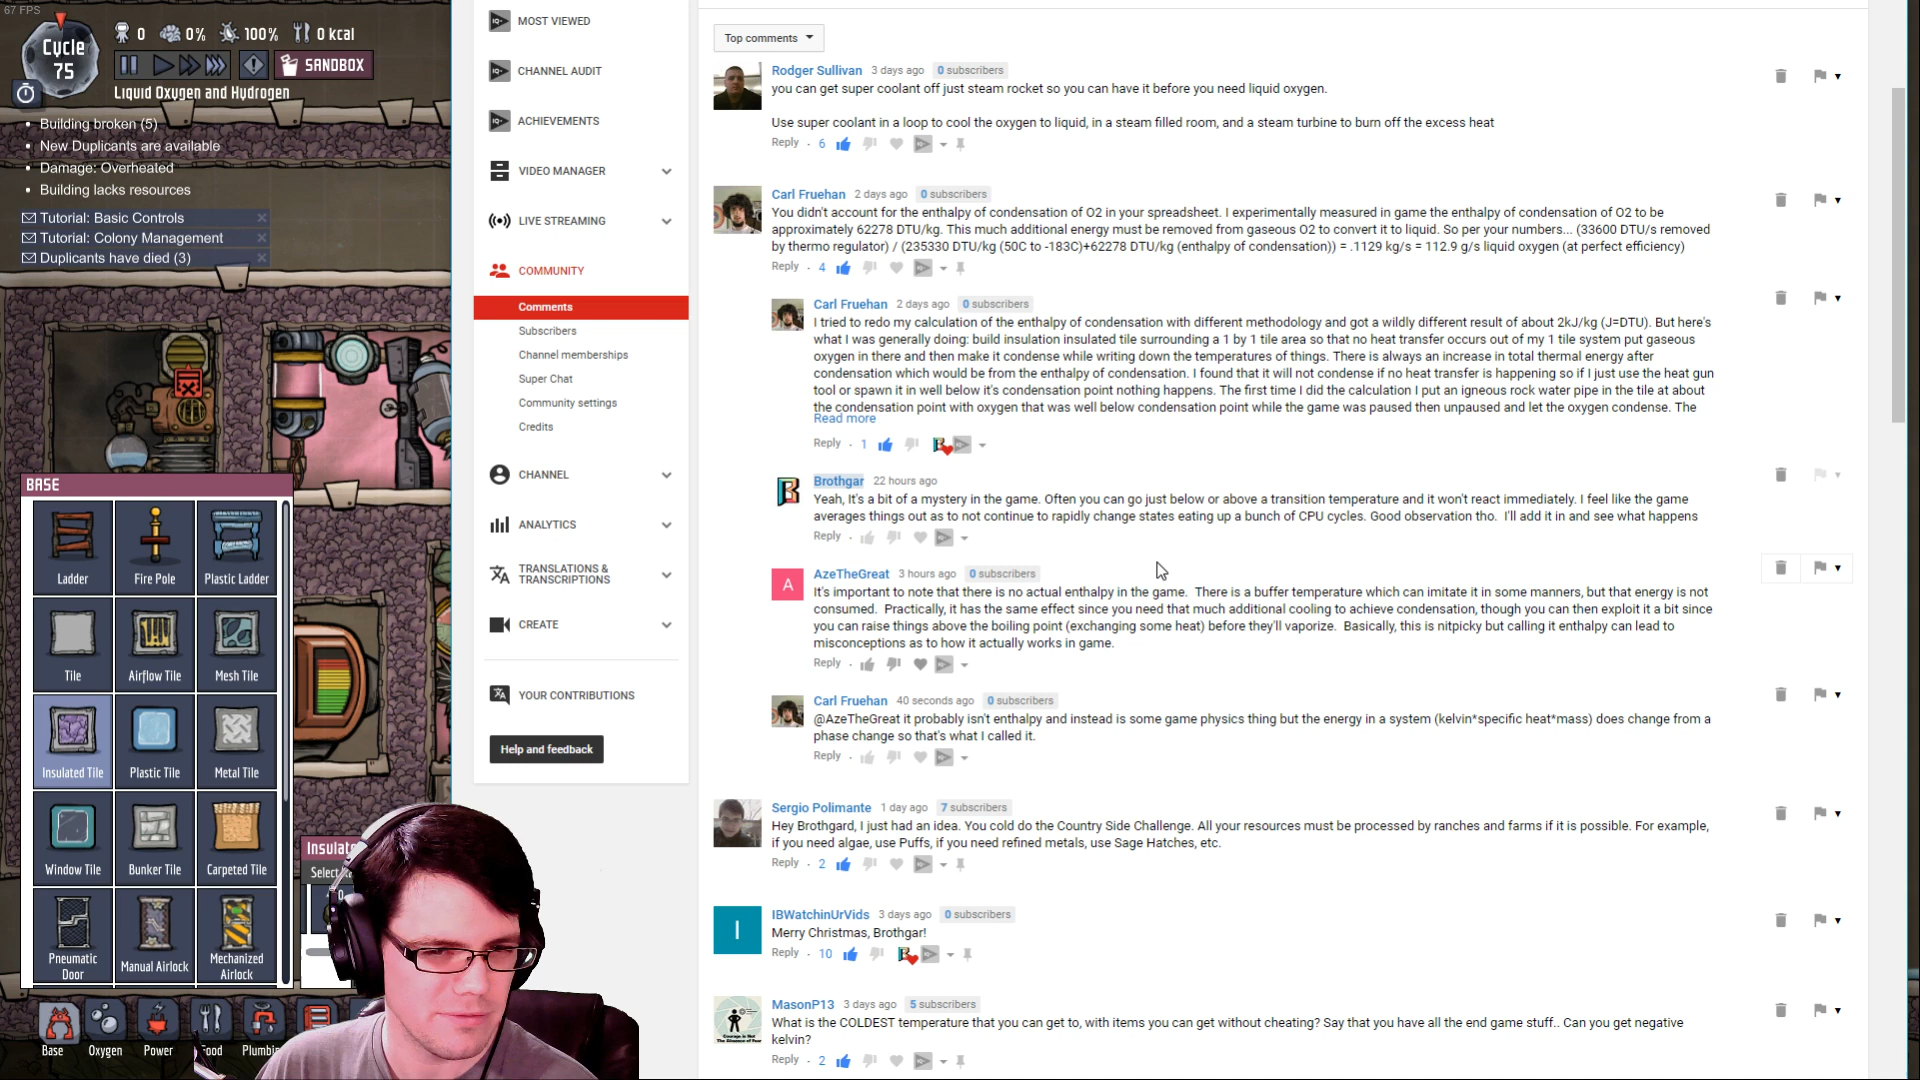 67 FPS
Cycle
75
0
0%
100%
0 kcal
SANDBOX
Liquid Oxygen and Hydrogen
Building broken (5)
New Duplicants are available
Damage: Overheated
Building lacks resources
Tutorial: Basic Controls
Tutorial: Colony Management
Duplicants have died (3)
BASE
Ladder
Fire Pole
Plastic Ladder
Tile
Airflow Tile
Mesh Tile
Insulated Tile
Plastic Tile
Metal Tile
Window Tile
Bunker Tile
Carpeted Tile
Pneumatic
Door
Manual Airlock
Mechanized
Airlock
Base
Oxygen
Power
MOST VIEWED
CHANNEL AUDIT
ACHIEVEMENTS
VIDEO MANAGER
LIVE STREAMING
COMMUNITY
Comments
Subscribers
Channel memberships
Super Chat
Community settings
Credits
CHANNEL
ANALYTICS
TRANSLATIONS &
TRANSCRIPTIONS
CREATE
YOUR CONTRIBUTIONS
Help and feedback
Top comments
Rodger Sullivan 3 days ago 0 subscribers
you can get super coolant off just steam rocket so you can have it before you need liquid oxygen.
Use super coolant in a loop to cool the oxygen to liquid, in a steam filled room, and a steam turbine to burn off the excess heat
Reply · 6
Carl Fruehan 2 days ago 0 subscribers
You didn't account for the enthalpy of condensation of O2 in your spreadsheet. I experimentally measured in game the enthalpy of condensation of O2 to be
approximately 62278 DTU/kg. This much additional energy must be removed from gaseous O2 to convert it to liquid. So per your numbers... (33600 DTU/s removed
by thermo regulator) / (235330 DTU/kg (50C to -183C)+62278 DTU/kg (enthalpy of condensation)) = .1129 kg/s = 112.9 g/s liquid oxygen (at perfect efficiency)
Reply · 4
Carl Fruehan 2 days ago 0 subscribers
I tried to redo my calculation of the enthalpy of condensation with different methodology and got a wildly different result of about 2kJ/kg (J=DTU). But here's
what I was generally doing: build insulation insulated tile surrounding a 1 by 1 tile area so that no heat transfer occurs out of my 1 tile system put gaseous
oxygen in there and then make it condense while writing down the temperatures of things. There is always an increase in total thermal energy after
condensation which would be from the enthalpy of condensation. I found that it will not condense if no heat transfer is happening so if I just use the heat gun
tool or spawn it in well below it's condensation point nothing happens. The first time I did the calculation I put an igneous rock water pipe in the tile at about
the condensation point with oxygen that was well below condensation point while the game was paused then unpaused and let the oxygen condense. The
Read more
Reply · 1
Brothgar 22 hours ago
Yeah, It's a bit of a mystery in the game. Often you can go just below or above a transition temperature and it won't react immediately. I feel like the game
averages things out as to not continue to rapidly change states eating up a bunch of CPU cycles. Good observation tho. I'll add it in and see what happens
Reply ·
A
AzeTheGreat 3 hours ago 0 subscribers
It's important to note that there is no actual enthalpy in the game. There is a buffer temperature which can imitate it in some manners, but that energy is not
consumed. Practically, it has the same effect since you need that much additional cooling to achieve condensation, though you can then exploit it a bit since
you can raise things above the boiling point (exchanging some heat) before they'll vaporize. Basically, this is nitpicky but calling it enthalpy can lead to
misconceptions as to how it actually works in game.
Reply ·
Carl Fruehan 40 seconds ago 0 subscribers
@AzeTheGreat it probably isn't enthalpy and instead is some game physics thing but the energy in a system (kelvin*specific heat*mass) does change from a
phase change so that's what I called it.
Reply ·
Sergio Polimante 1 day ago 7 subscribers
Hey Brothgard, I just had an idea. You cold do the Country Side Challenge. All your resources must be processed by ranches and farms if it is possible. For example,
if you need algae, use Puffs, if you need refined metals, use Sage Hatches, etc.
Reply · 2
I
IBWatchinUrVids 3 days ago 0 subscribers
Merry Christmas, Brothgar!
Reply · 10
MasonP13 3 days ago 5 subscribers
What is the COLDEST temperature that you can get to, with items you can get without cheating? Say that you have all the end game stuff.. Can you get negative
kelvin?
Reply · 2